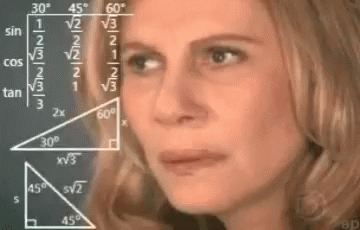 30° 45° 60°
sin 1/2 √2/2 √3/2
cos √3/2 √2/2 1/2
tan √3/3 1 √3
2x 60° x
30°
x√3
45° s√2
s
45°